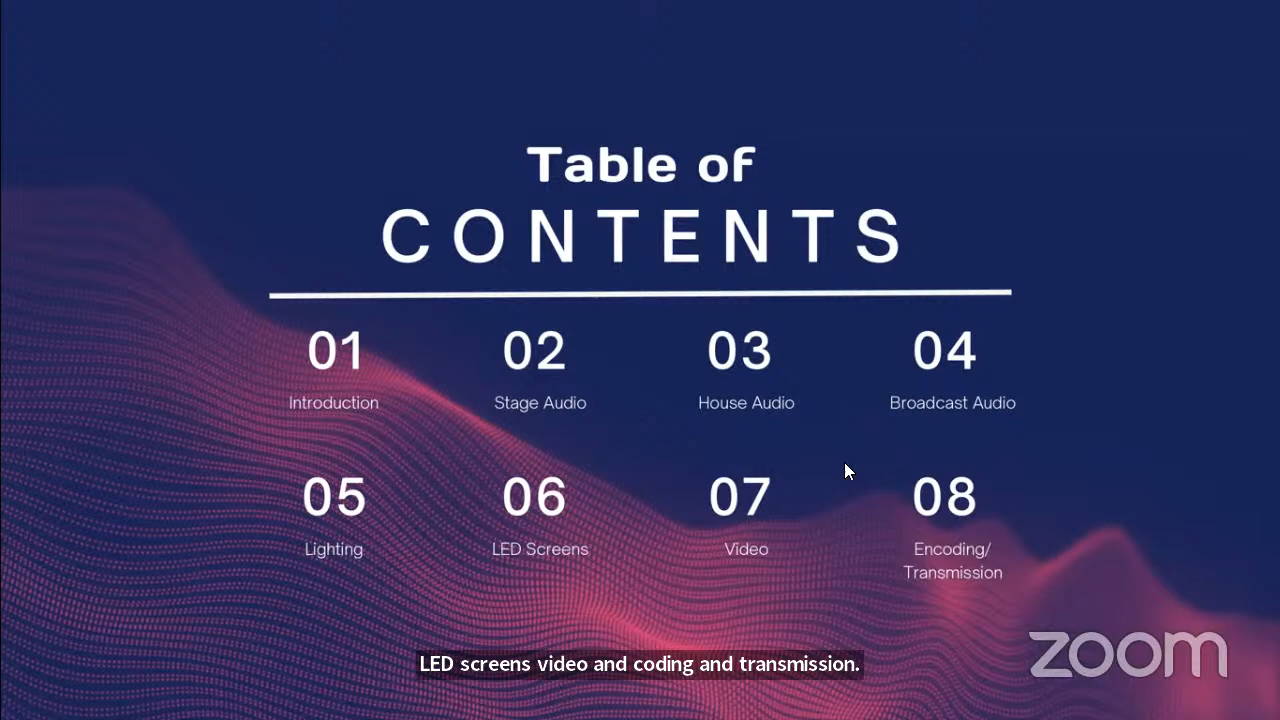 Table of
CONTENTS
01 02 03 04
Introduction Stage Audio House Audio Broadcast Audio
05 06 07 08
Lighting LED Screens Video Encoding/
Transmission
LED screens video and coding and transmission.
zoom